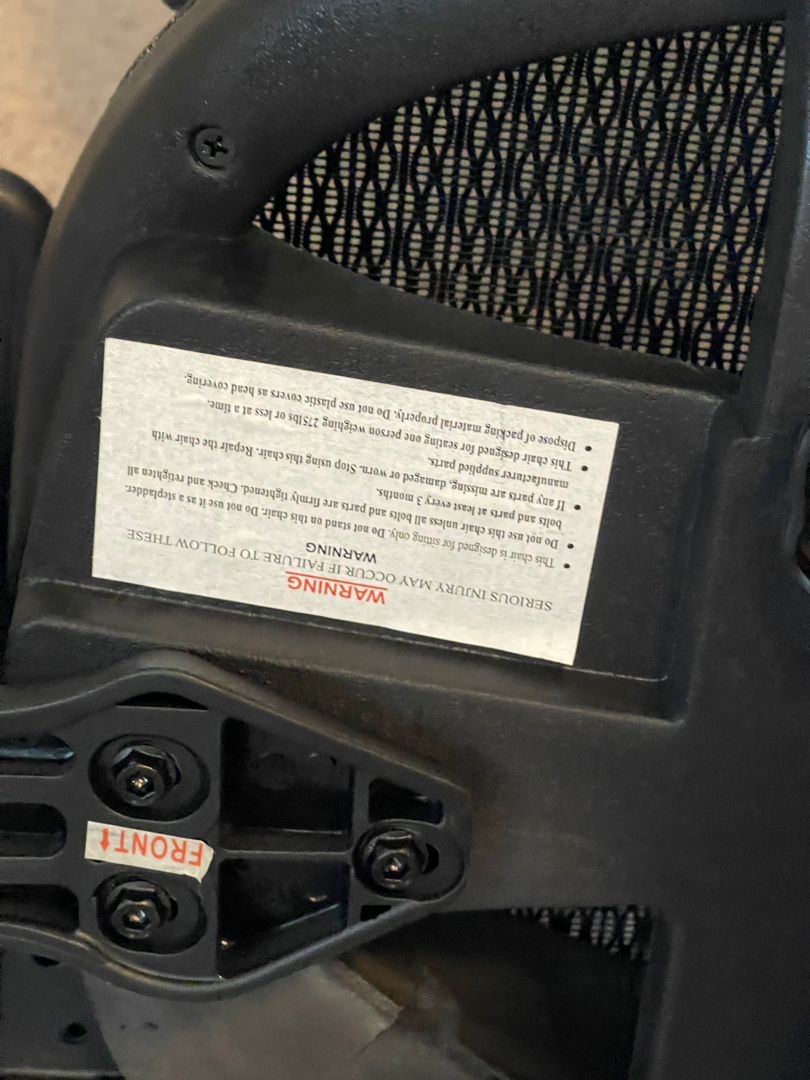 WARNING
SERIOUS INJURY MAY OCCUR IF FAILURE TO FOLLOW THESE
WARNING
• This chair is designed for sitting only. Do not stand on this chair. Do not use it as a stepladder.
• Do not use this chair unless all bolts and parts are firmly tightened. Check and retighten all
bolts and parts at least every 3 months.
• If any parts are missing, damaged or worn. Stop using this chair. Repair the chair with
manufacturer supplied parts.
• This chair designed for seating one person weighing 275lbs or less at a time.
• Dispose of packing material properly. Do not use plastic covers as head covering.
FRONT⬆